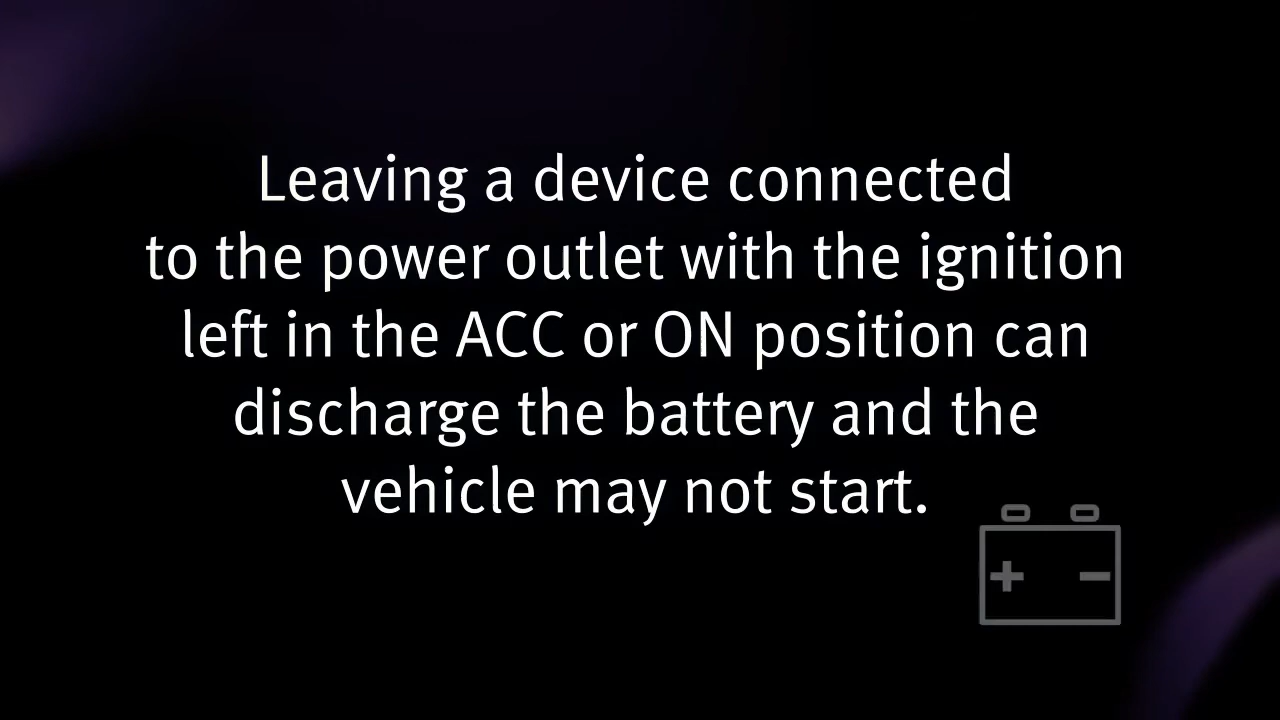 Leaving a device connected
to the power outlet with the ignition
left in the ACC or ON position can
discharge the battery and the
vehicle may not start.